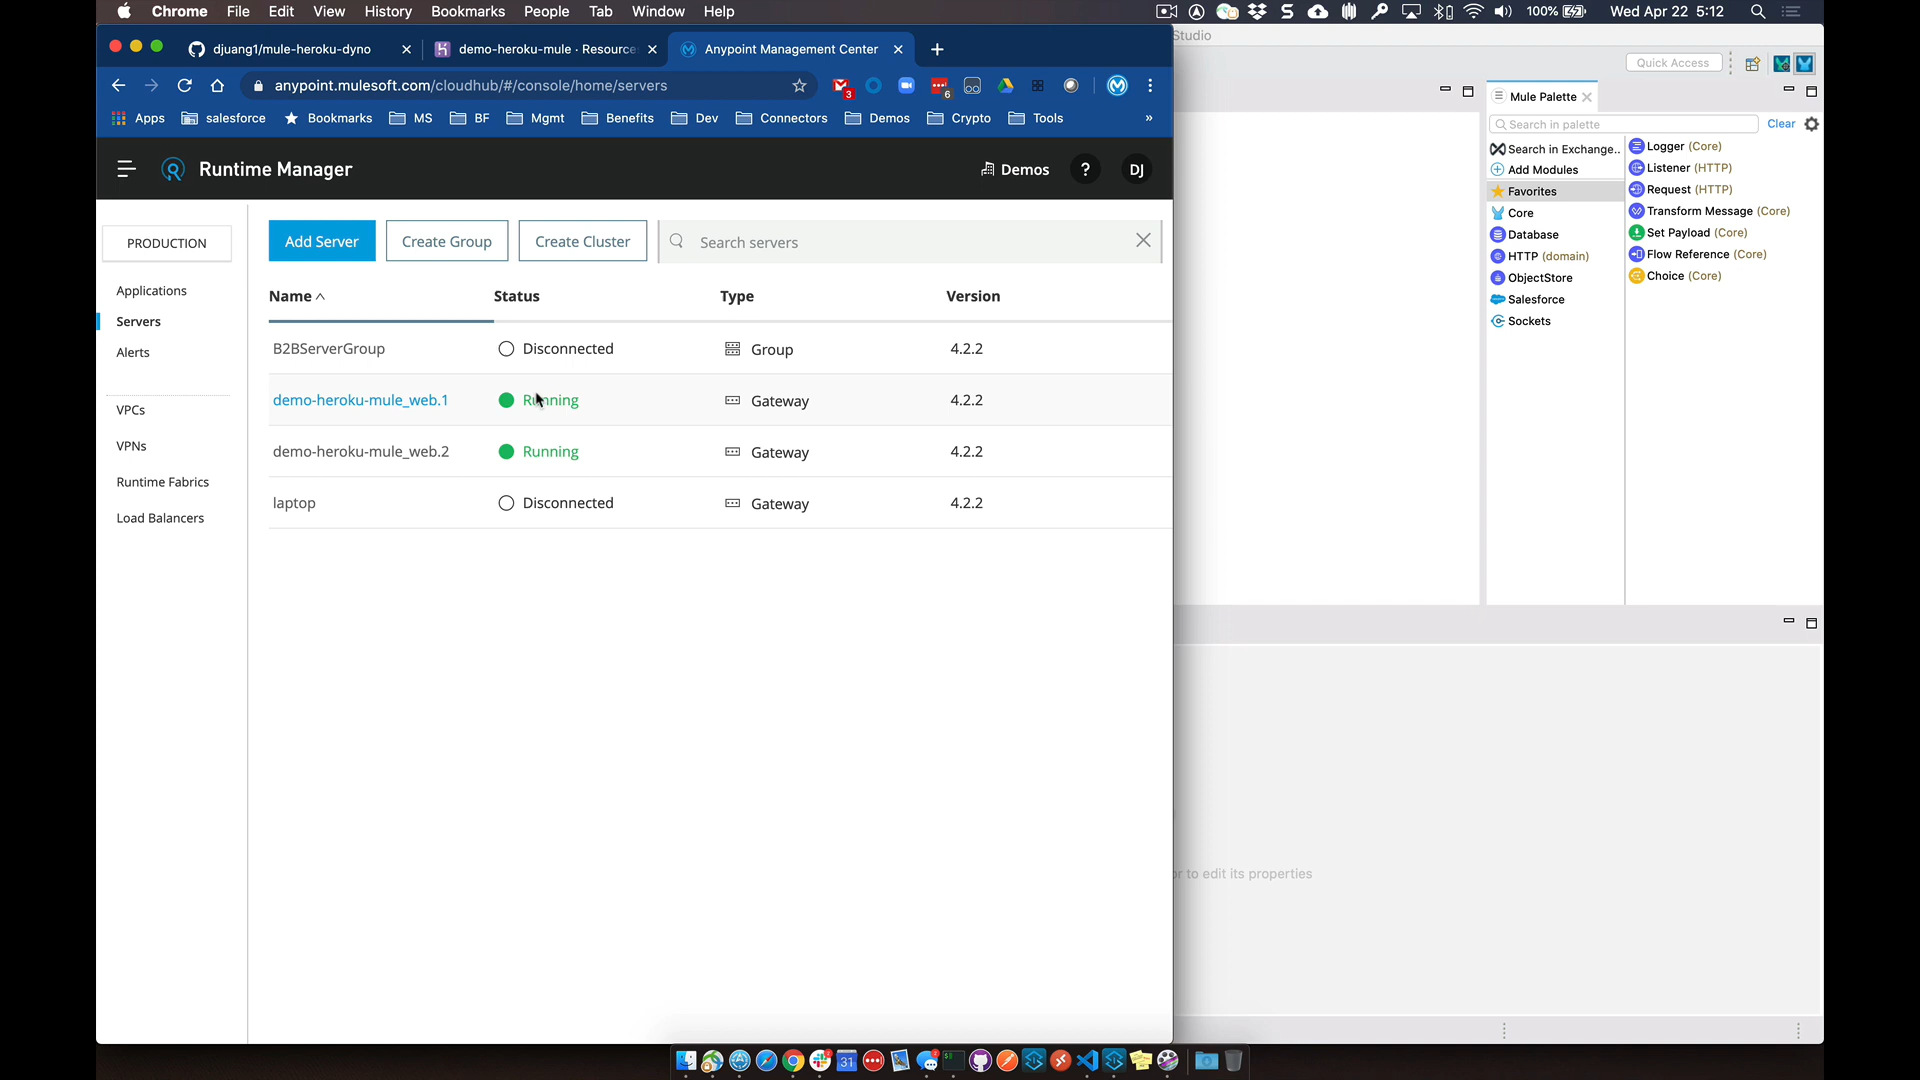 Chrome File Edit View History Bookmarks People Tab Window Help 100% Wed Apr 22 5:12
Studio
djuang1/mule-heroku-dyno
demo-heroku-mule · Resource
Anypoint Management Center
anypoint.mulesoft.com/cloudhub/#/console/home/servers
3
6
Quick Access
Apps salesforce Bookmarks MS BF Mgmt Benefits Dev Connectors Demos Crypto Tools »
Runtime Manager
Demos
?
DJ
PRODUCTION
Applications
Servers
Alerts
VPCs
VPNs
Runtime Fabrics
Load Balancers
Add Server Create Group Create Cluster Search servers
Name Status Type Version
B2BServerGroup Disconnected Group 4.2.2
demo-heroku-mule_web.1 Running Gateway 4.2.2
demo-heroku-mule_web.2 Running Gateway 4.2.2
laptop Disconnected Gateway 4.2.2
Mule Palette
Search in palette Clear
Search in Exchange..
Add Modules
Favorites
Core
Database
HTTP (domain)
ObjectStore
Salesforce
Sockets
Logger (Core)
Listener (HTTP)
Request (HTTP)
Transform Message (Core)
Set Payload (Core)
Flow Reference (Core)
Choice (Core)
or to edit its properties
31